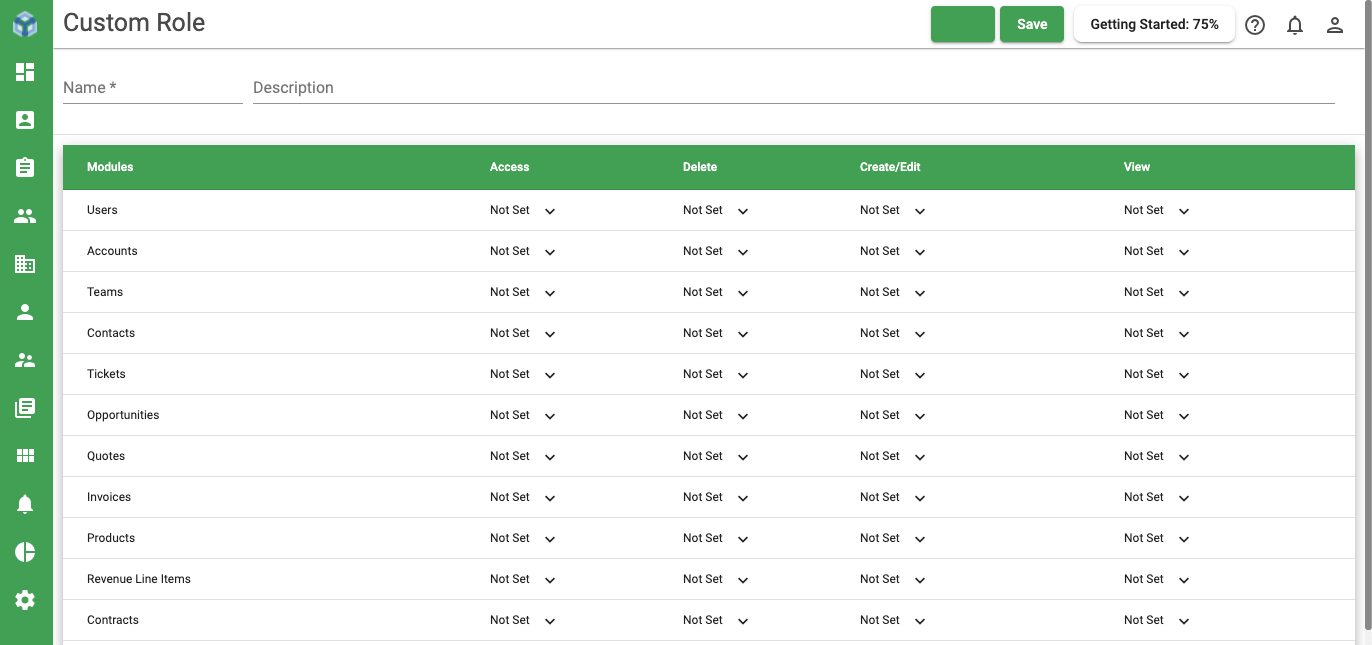 Custom Role
Save
Getting Started: 75%
Name *
Description
Modules Access Delete Create/Edit View
Users Not Set Not Set Not Set Not Set
Accounts Not Set Not Set Not Set Not Set
Teams Not Set Not Set Not Set Not Set
Contacts Not Set Not Set Not Set Not Set
Tickets Not Set Not Set Not Set Not Set
Opportunities Not Set Not Set Not Set Not Set
Quotes Not Set Not Set Not Set Not Set
Invoices Not Set Not Set Not Set Not Set
Products Not Set Not Set Not Set Not Set
Revenue Line Items Not Set Not Set Not Set Not Set
Contracts Not Set Not Set Not Set Not Set